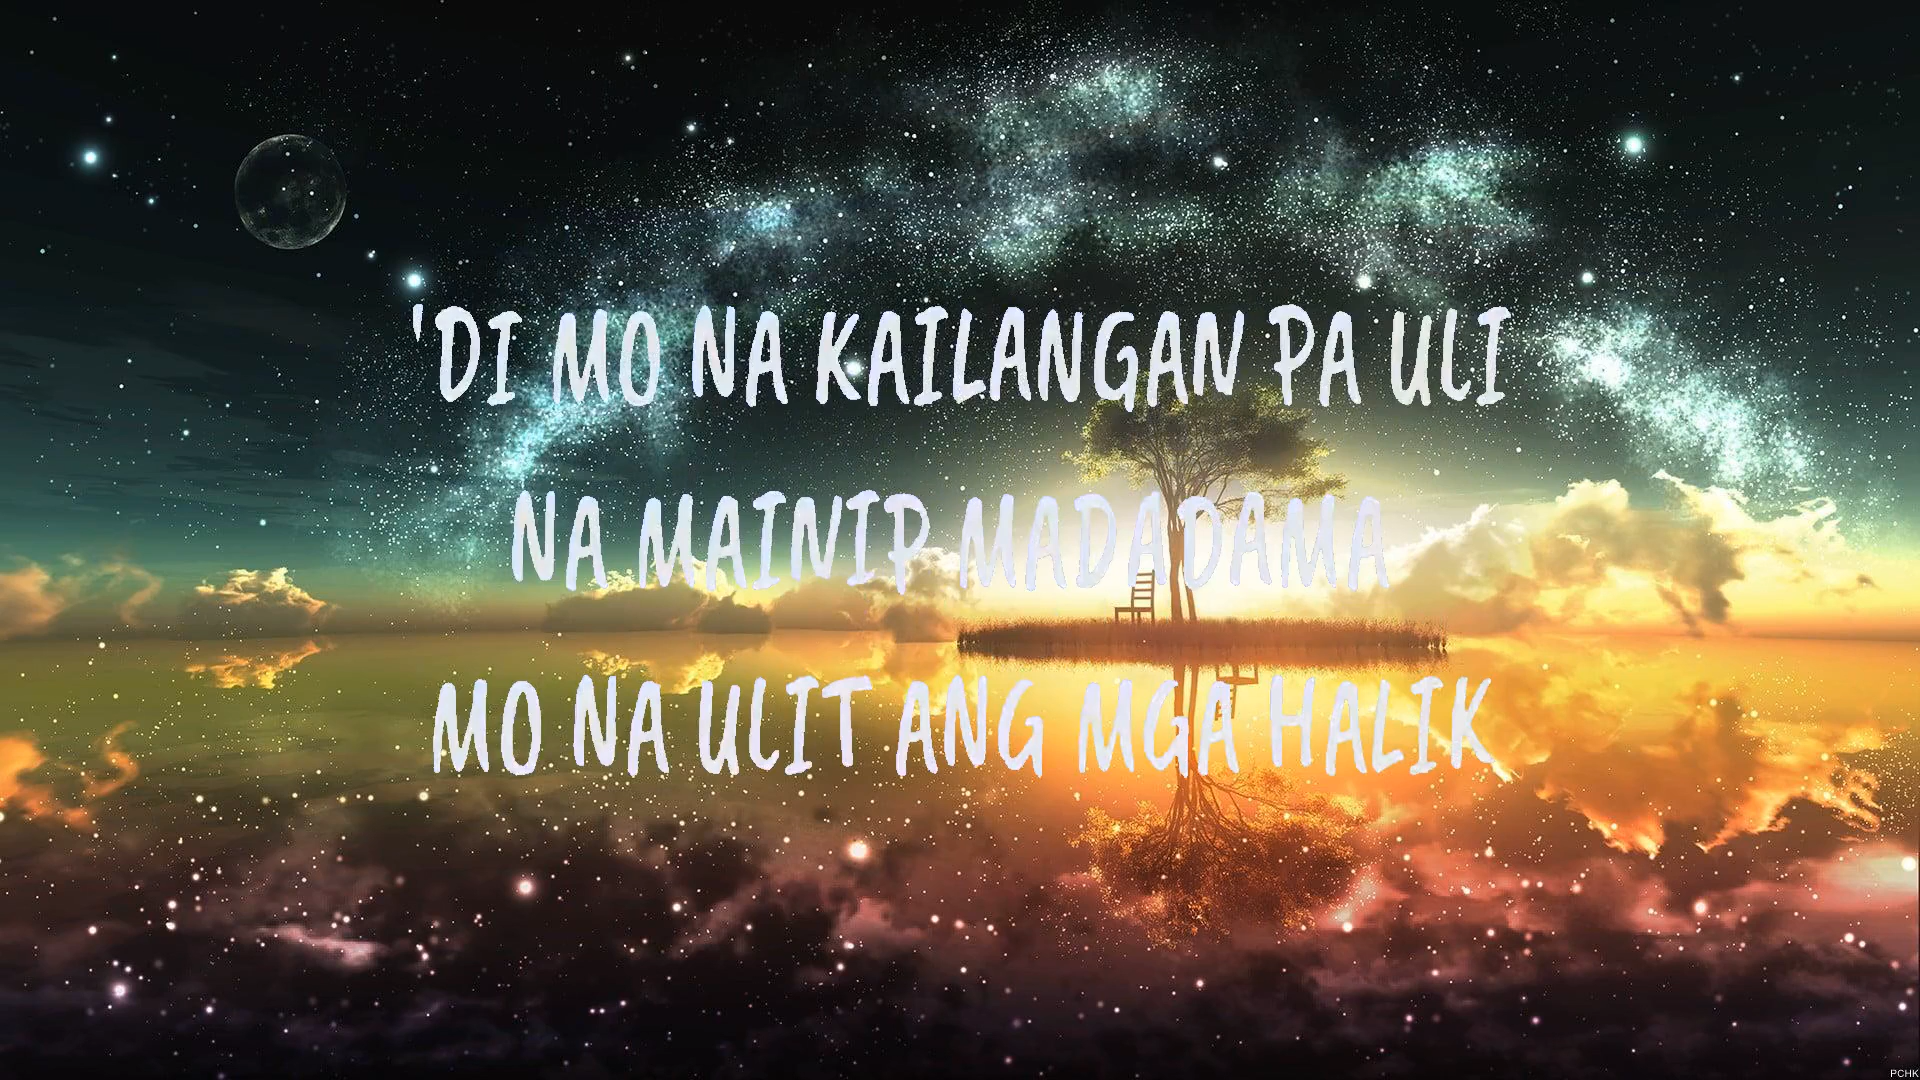 'DI MO NA KAILANGAN PA ULI
NA MAINIP MADADAMA
MO NA ULIT ANG MGA HALIK
PCHK